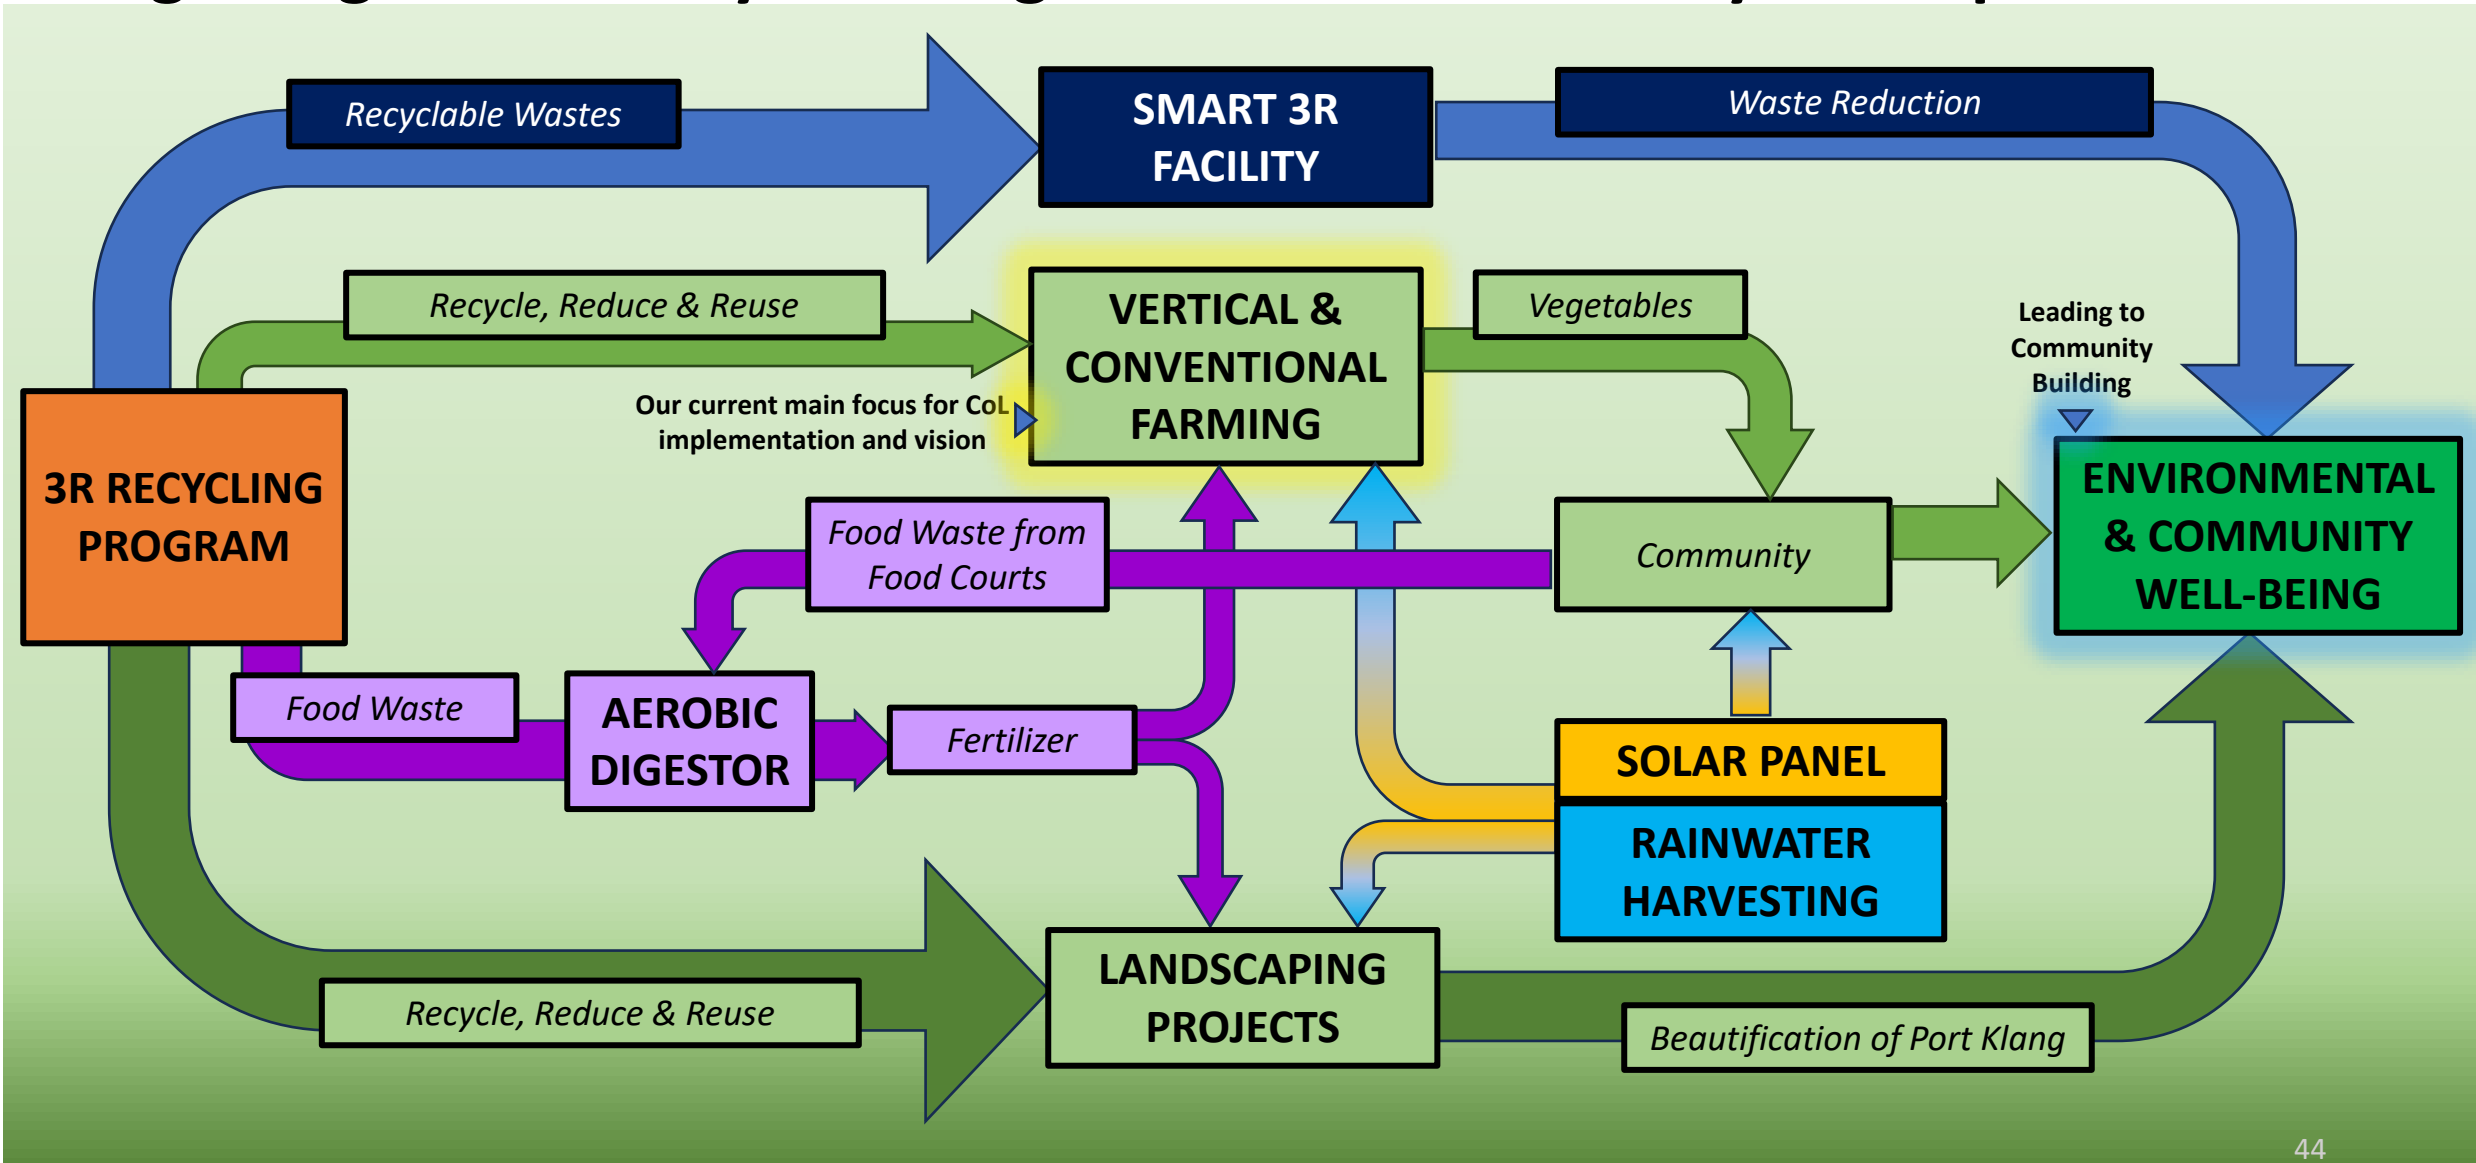 Recyclable Wastes
SMART 3R
FACILITY
Waste Reduction
Recycle, Reduce & Reuse
VERTICAL &
CONVENTIONAL
FARMING
Vegetables
Leading to
Community
Building
Our current main focus for CoL
implementation and vision
3R RECYCLING
PROGRAM
Food Waste from
Food Courts
Community
ENVIRONMENTAL
& COMMUNITY
WELL-BEING
Food Waste
AEROBIC
DIGESTOR
Fertilizer
SOLAR PANEL
RAINWATER
HARVESTING
Recycle, Reduce & Reuse
LANDSCAPING
PROJECTS
Beautification of Port Klang
44